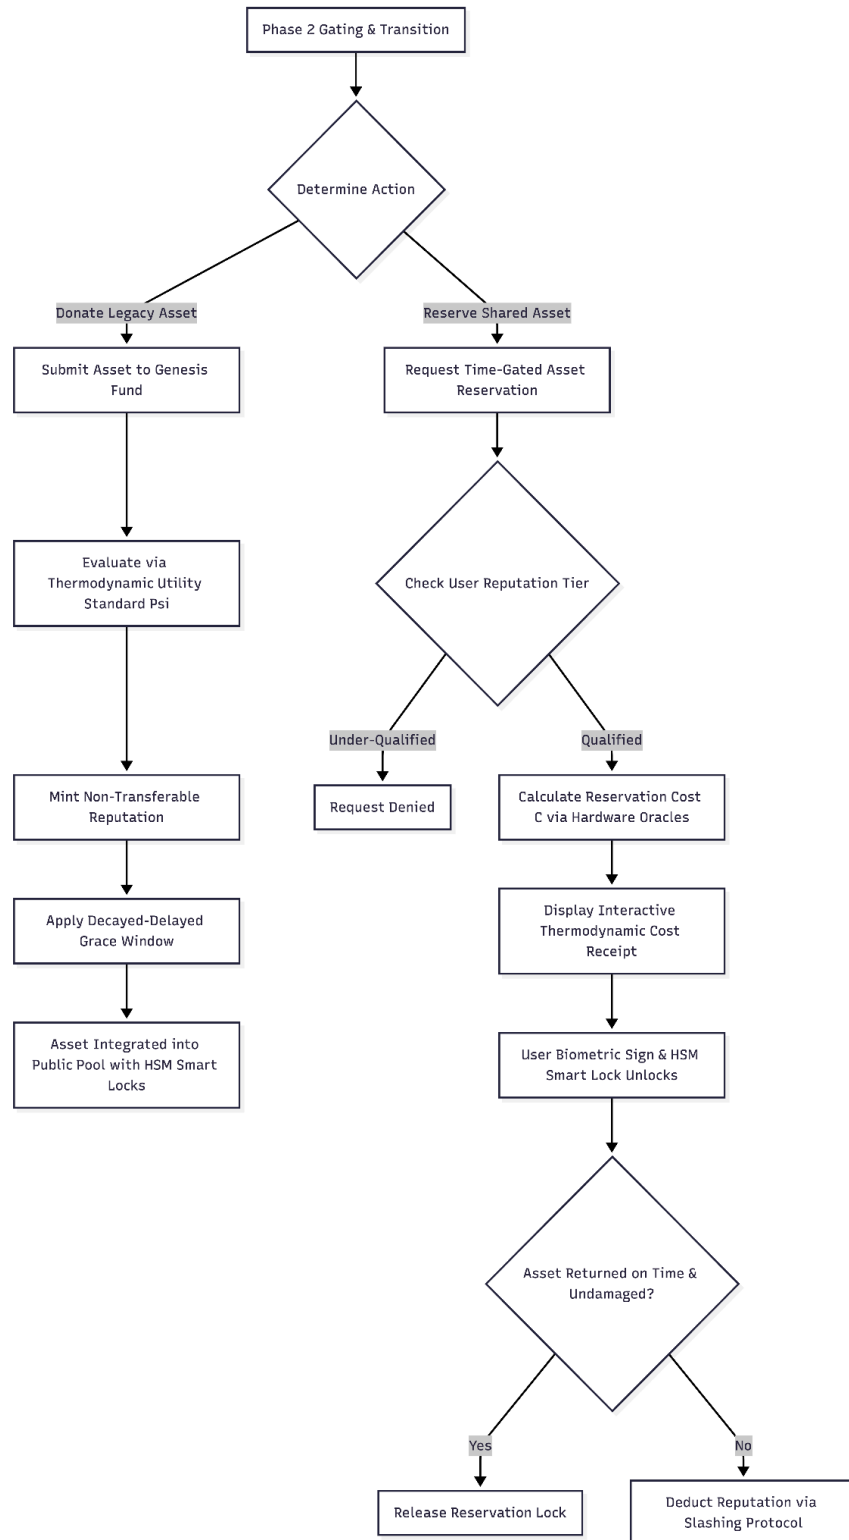 Phase 2 Gating & Transition
Determine Action
Donate Legacy Asset
Reserve Shared Asset
Submit Asset to Genesis
Fund
Request Time-Gated Asset
Reservation
Evaluate via
Thermodynamic Utility
Standard Psi
Check User Reputation Tier
Under-Qualified
Qualified
Mint Non-Transferable
Reputation
Request Denied
Calculate Reservation Cost
C via Hardware Oracles
Apply Decayed-Delayed
Grace Window
Display Interactive
Thermodynamic Cost
Receipt
Asset Integrated into
Public Pool with HSM Smart
Locks
User Biometric Sign & HSM
Smart Lock Unlocks
Asset Returned on Time &
Undamaged?
Yes
No
Release Reservation Lock
Deduct Reputation via
Slashing Protocol